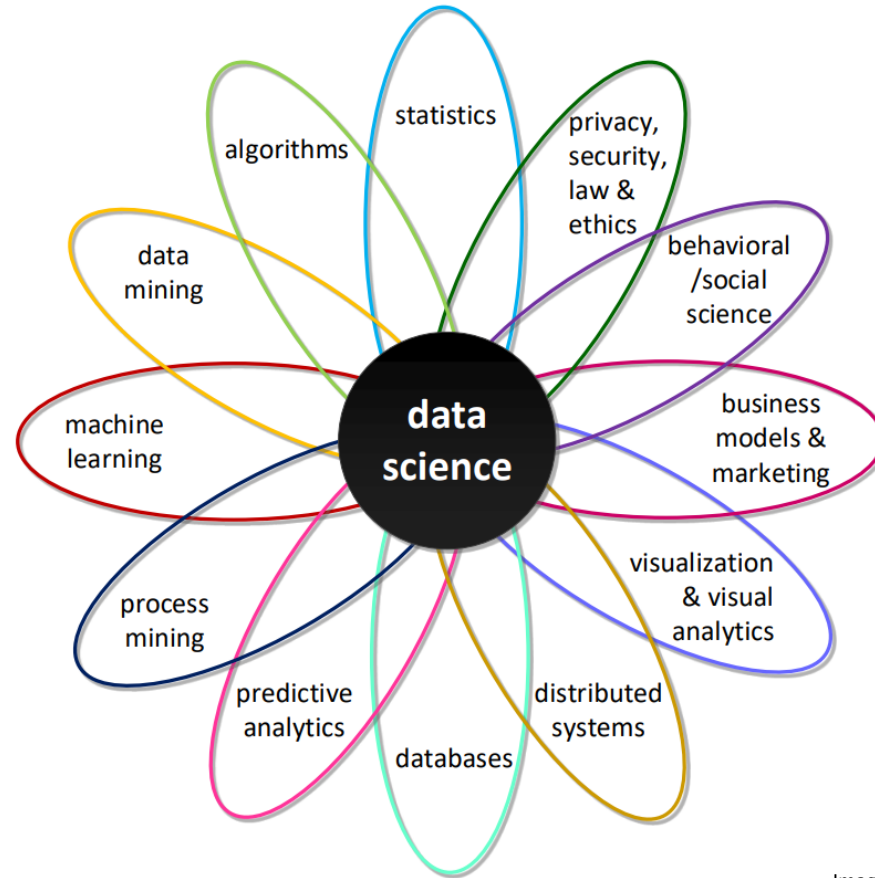 statistics
privacy,
security,
law &
ethics
behavioral
/social
science
business
models &
marketing
visualization
& visual
analytics
distributed
systems
databases
predictive
analytics
process
mining
machine
learning
data
mining
algorithms
data
science